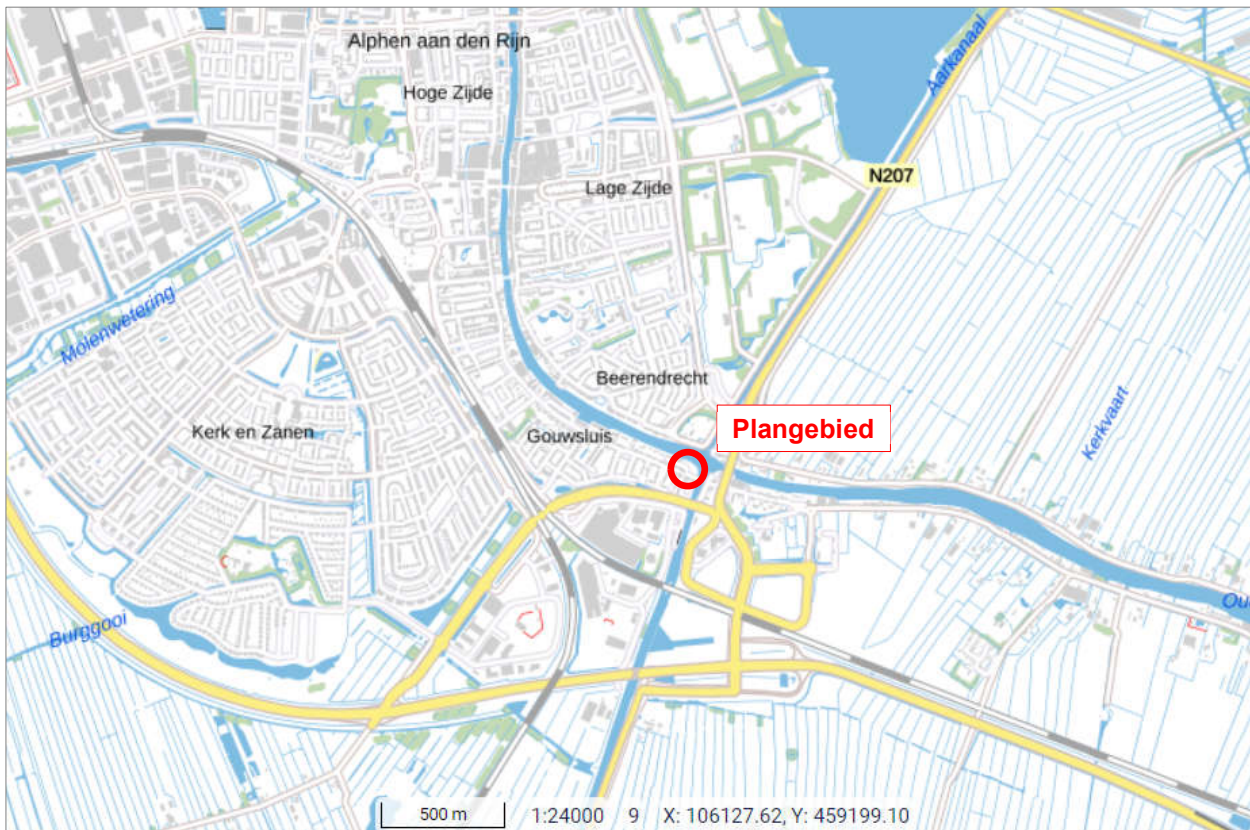 Alphen aan den Rijn
Hoge Zijde
Aarkanaal
N207
Lage Zijde
Molenwetering
Beerendrecht
Kerkvaart
Plangebied
Kerk en Zanen
Gouwsluis
Ou
Burggooi
500 m 1:24000 9 X: 106127.62, Y: 459199.10